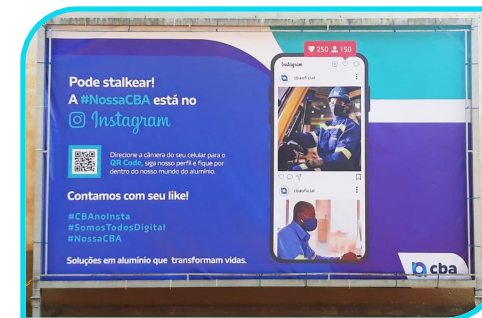 Pode stalkear!
A #NossaCBA está no
Instagram
Direcione a câmera do seu celular para o
QR Code, siga nosso perfil e fique por
dentro do nosso mundo do alumínio.
Contamos com seu like!
#CBAnoInsta
#SomosTodosDigital
#NossaCBA
Soluções em alumínio que transformam vidas.
250 150
Instagram
cbaofficial
cbaofficial
cba